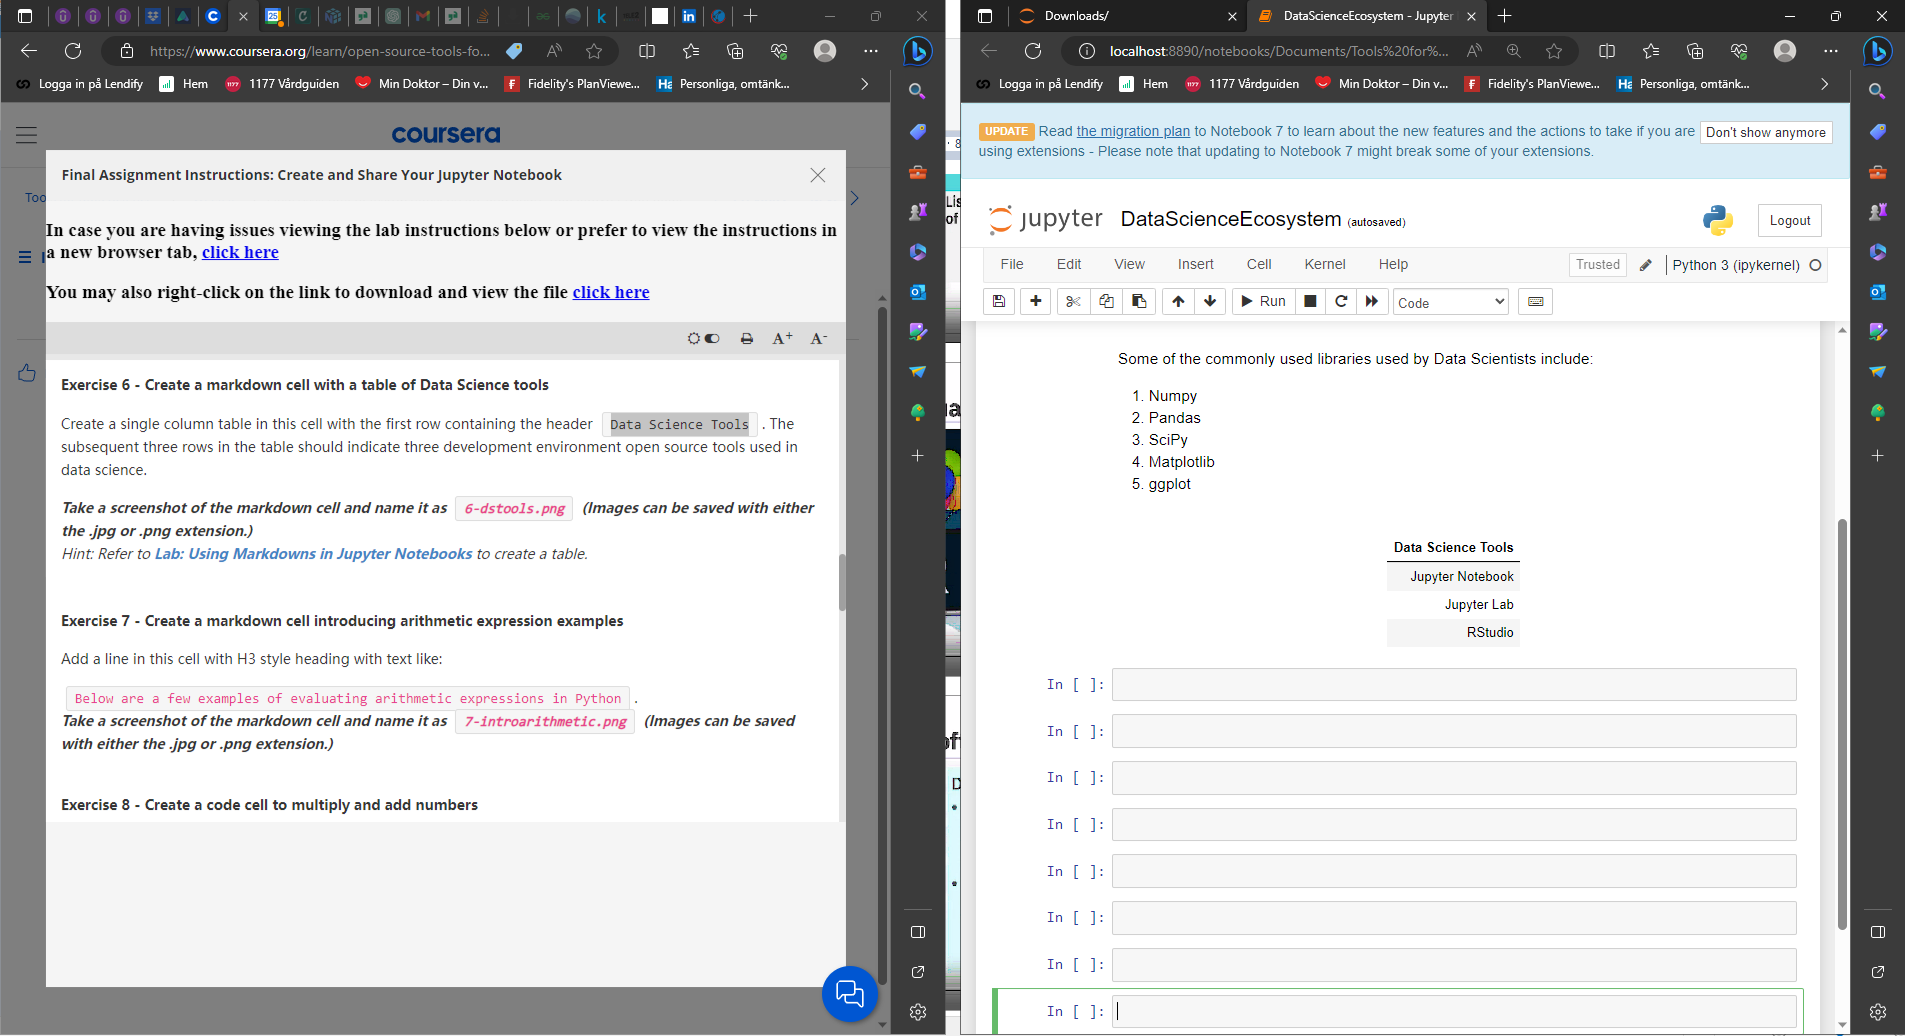 https://www.coursera.org/learn/open-source-tools-fo...
Logga in på Lendify
Hem
1177 Vårdguiden
Min Doktor – Din v...
Fidelity's PlanViewe...
Personliga, omtänk...
coursera
Too
Final Assignment Instructions: Create and Share Your Jupyter Notebook
In case you are having issues viewing the lab instructions below or prefer to view the instructions in
a new browser tab, click here
You may also right-click on the link to download and view the file click here
A+
A-
Exercise 6 - Create a markdown cell with a table of Data Science tools
Create a single column table in this cell with the first row containing the header Data Science Tools . The
subsequent three rows in the table should indicate three development environment open source tools used in
data science.
Take a screenshot of the markdown cell and name it as 6-dstools.png (Images can be saved with either
the .jpg or .png extension.)
Hint: Refer to Lab: Using Markdowns in Jupyter Notebooks to create a table.
Exercise 7 - Create a markdown cell introducing arithmetic expression examples
Add a line in this cell with H3 style heading with text like:
Below are a few examples of evaluating arithmetic expressions in Python .
Take a screenshot of the markdown cell and name it as 7-introarithmetic.png (Images can be saved
with either the .jpg or .png extension.)
Exercise 8 - Create a code cell to multiply and add numbers
Lis
of
Downloads/
DataScienceEcosystem - Jupyter
localhost:8890/notebooks/Documents/Tools%20for%...
Logga in på Lendify
Hem
1177 Vårdguiden
Min Doktor – Din v...
Fidelity's PlanViewe...
Personliga, omtänk...
UPDATE Read the migration plan to Notebook 7 to learn about the new features and the actions to take if you are
using extensions - Please note that updating to Notebook 7 might break some of your extensions.
Don't show anymore
jupyter DataScienceEcosystem (autosaved)
Logout
File Edit View Insert Cell Kernel Help
Trusted
Python 3 (ipykernel)
Run
Code
Some of the commonly used libraries used by Data Scientists include:
1. Numpy
2. Pandas
3. SciPy
4. Matplotlib
5. ggplot
Data Science Tools
Jupyter Notebook
Jupyter Lab
RStudio
In [ ]:
In [ ]:
In [ ]:
In [ ]:
In [ ]:
In [ ]:
In [ ]:
In [ ]: